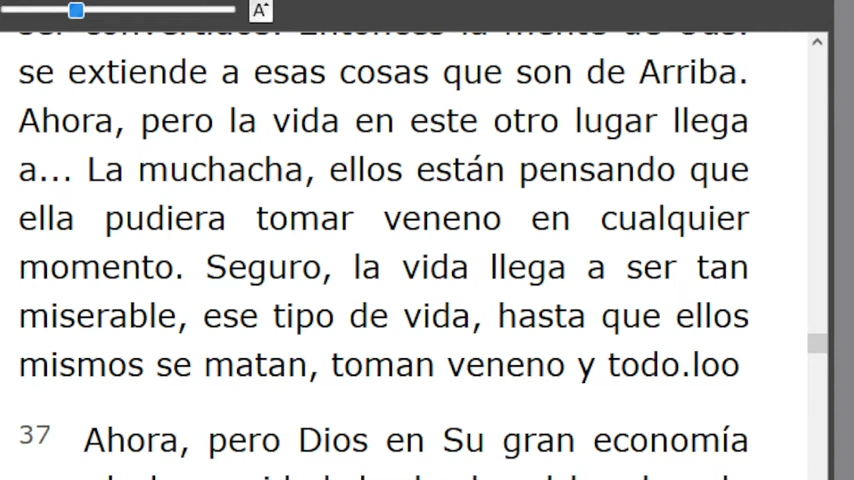 A
se extiende a esas cosas que son de Arriba.
Ahora, pero la vida en este otro lugar llega
a... La muchacha, ellos están pensando que
ella pudiera tomar veneno en cualquier
momento. Seguro, la vida llega a ser tan
miserable, ese tipo de vida, hasta que ellos
mismos se matan, toman veneno y todo.loo
37 Ahora, pero Dios en Su gran economía